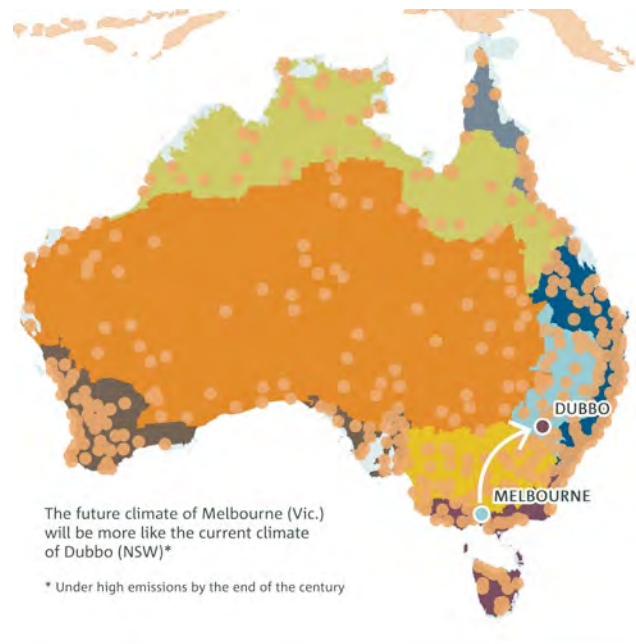 DUBBO
MELBOURNE
The future climate of Melbourne (Vic.)
will be more like the current climate
of Dubbo (NSW)*
* Under high emissions by the end of the century